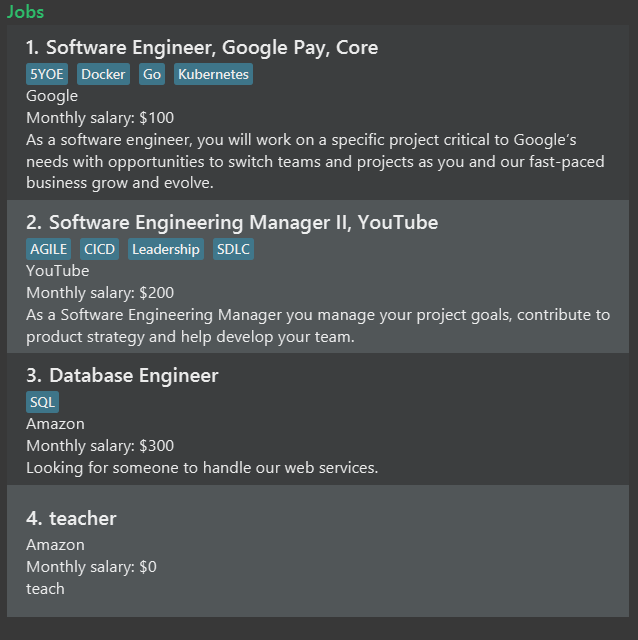 Jobs
1. Software Engineer, Google Pay, Core
5YOE Docker Go Kubernetes
Google
Monthly salary: $100
As a software engineer, you will work on a specific project critical to Google's
needs with opportunities to switch teams and projects as you and our fast-paced
business grow and evolve.
2. Software Engineering Manager II, YouTube
AGILE CICD Leadership SDLC
YouTube
Monthly salary: $200
As a Software Engineering Manager you manage your project goals, contribute to
product strategy and help develop your team.
3. Database Engineer
SQL
Amazon
Monthly salary: $300
Looking for someone to handle our web services.
4. teacher
Amazon
Monthly salary: $0
teach